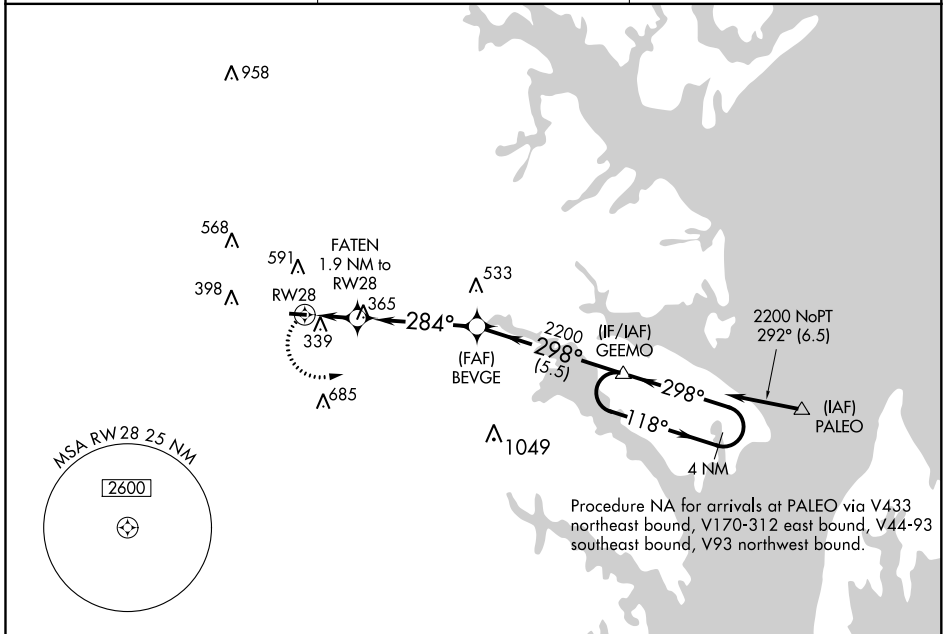 958
568
591
398
FATEN
1.9 NM to
RW28
RW28
365
339
284°
533
(FAF)
BEVGE
2200
298°
(5.5)
(IF/IAF)
GEEMO
298°
118°
4 NM
2200 NoPT
292° (6.5)
(IAF)
PALEO
685
1049
MSA RW28 25 NM
2600
Procedure NA for arrivals at PALEO via V433
northeast bound, V170-312 east bound, V44-93
southeast bound, V93 northwest bound.